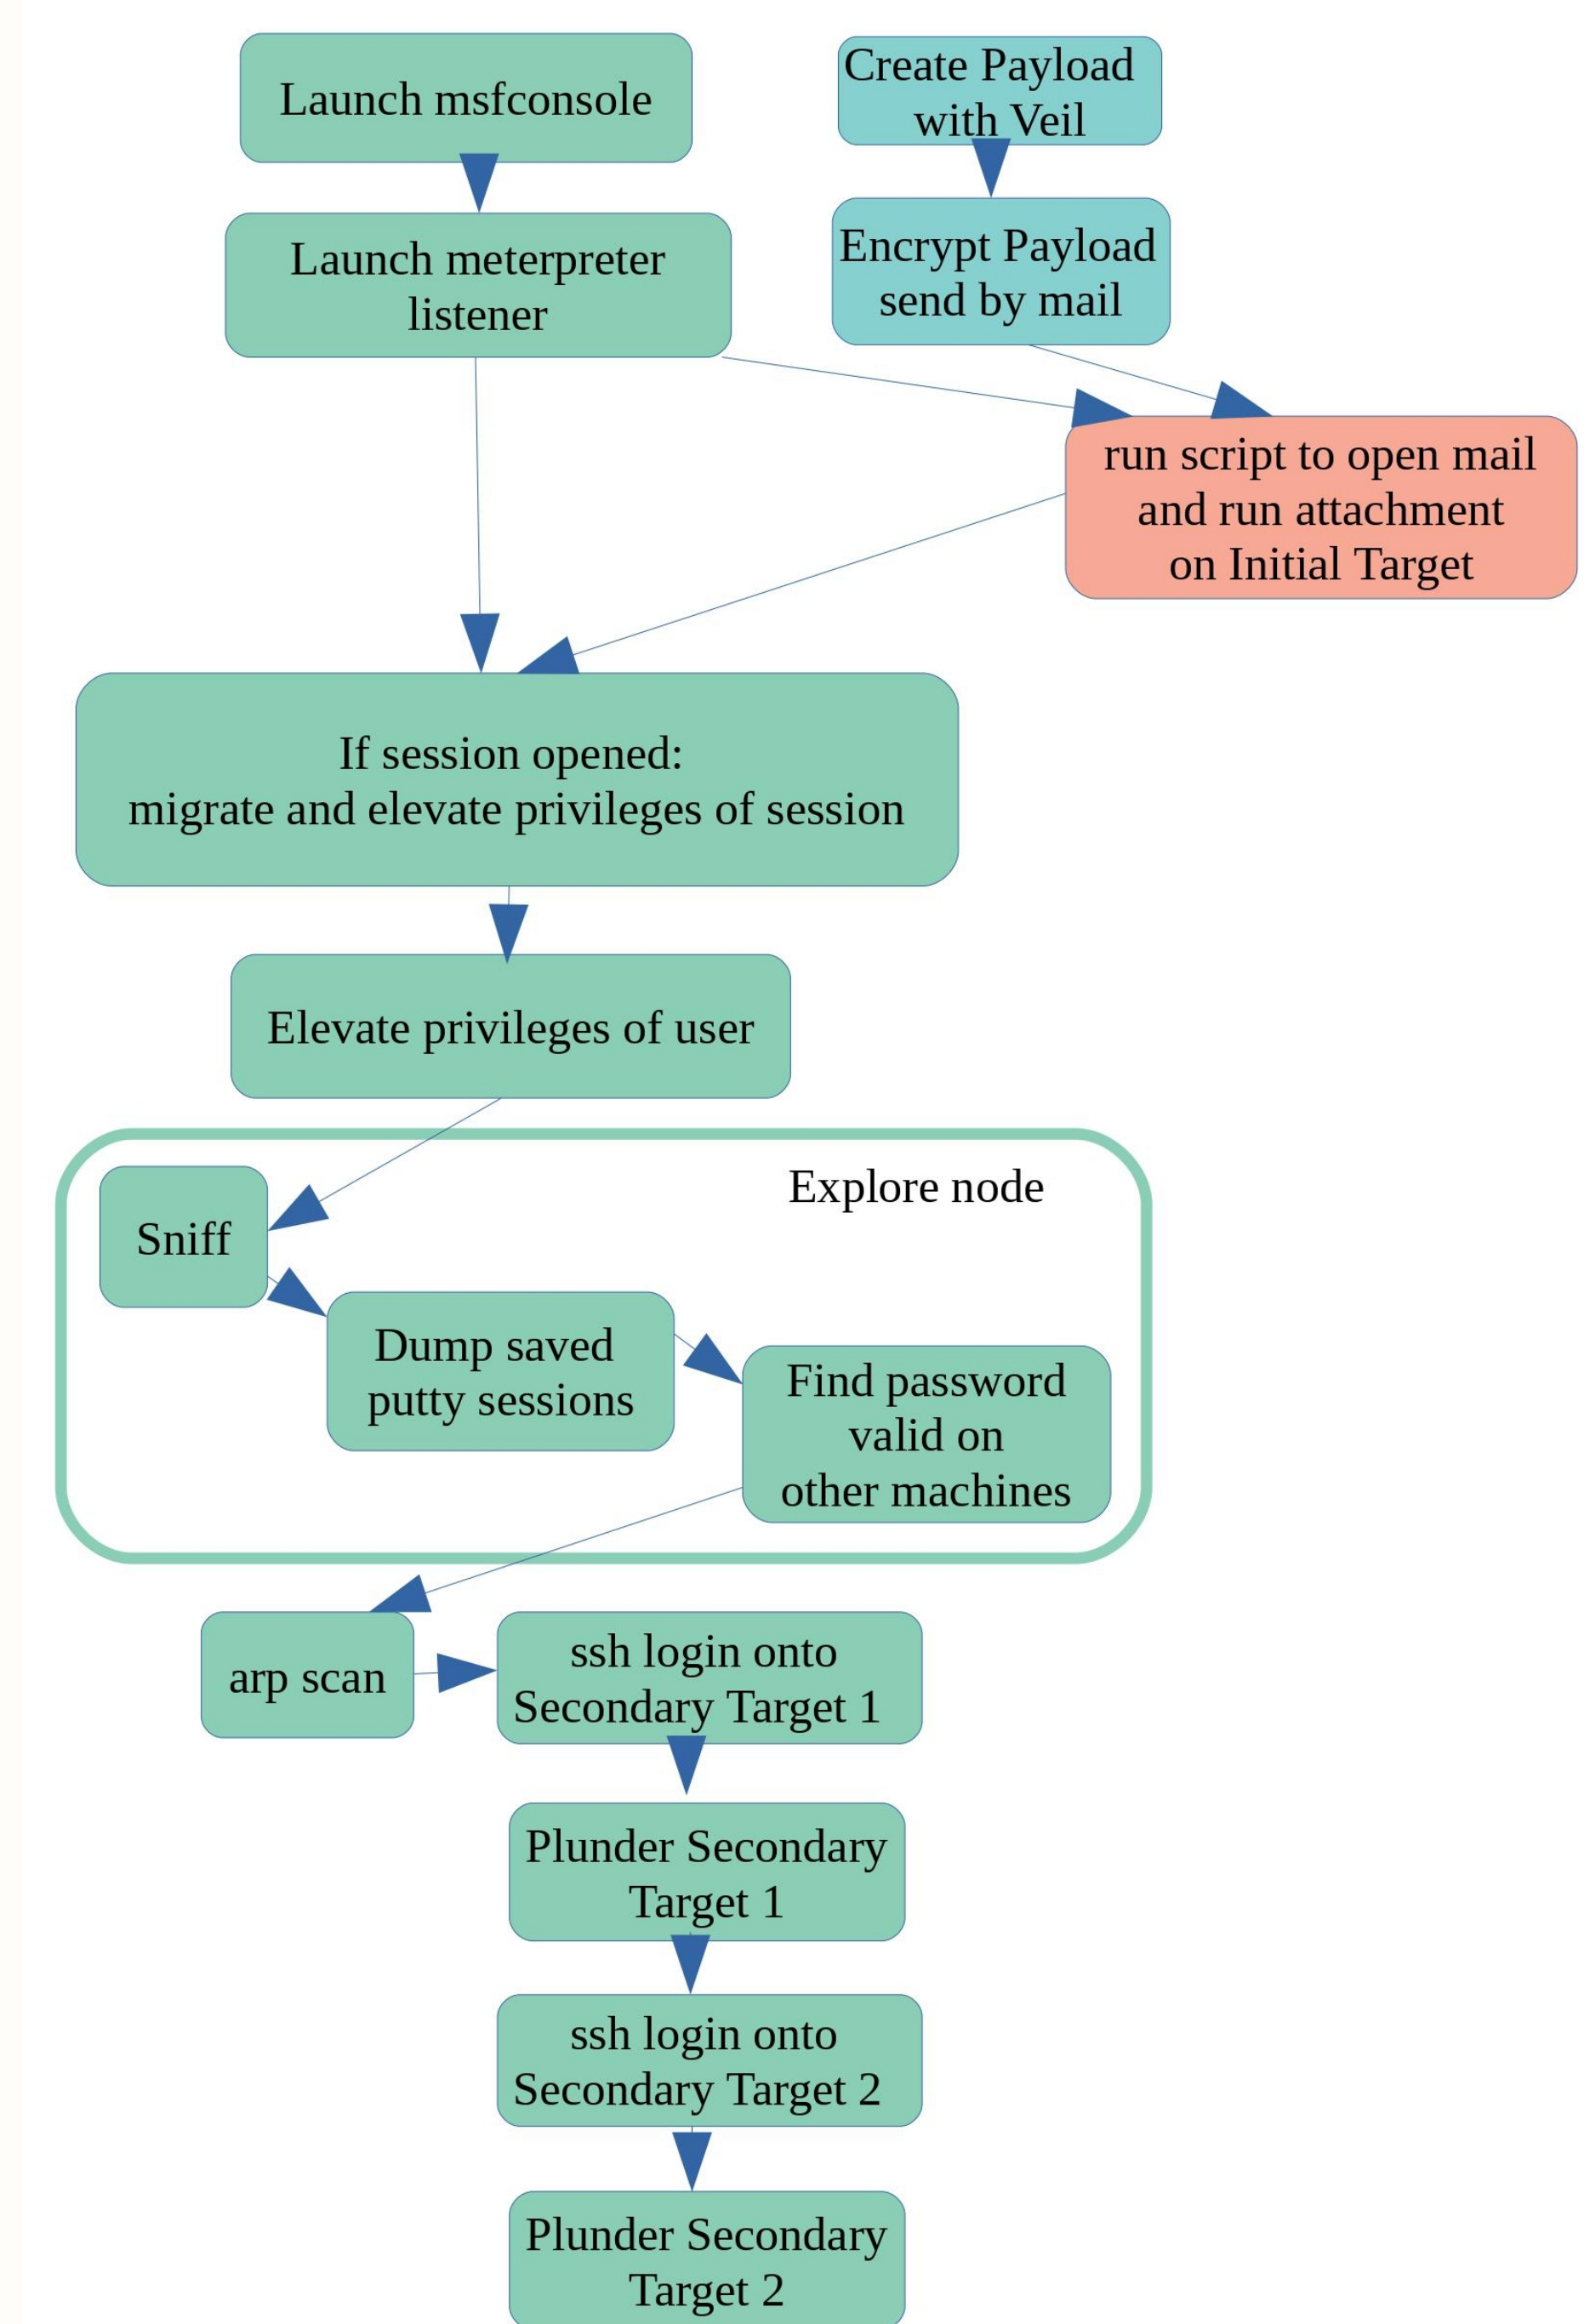 Launch msfconsole
Create Payload
with Veil
Launch meterpreter
listener
Encrypt Payload
send by mail
run script to open mail
and run attachment
on Initial Target
If session opened:
migrate and elevate privileges of session
Elevate privileges of user
Explore node
Sniff
Dump saved
putty sessions
Find password
valid on
other machines
arp scan
ssh login onto
Secondary Target 1
Plunder Secondary
Target 1
ssh login onto
Secondary Target 2
Plunder Secondary
Target 2